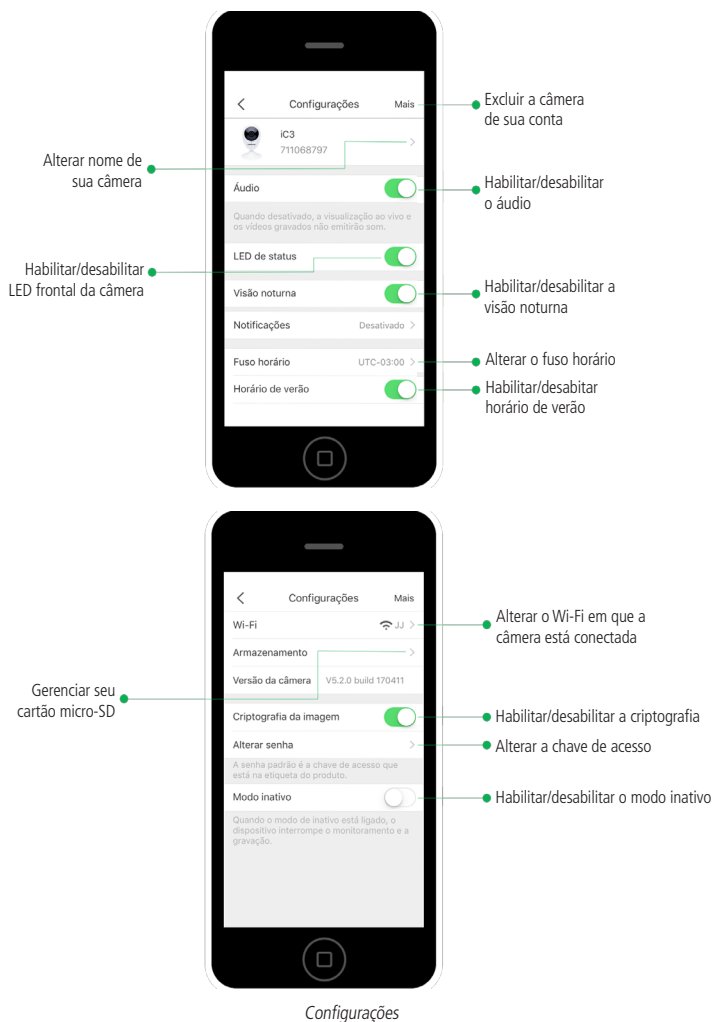 Configurações
Mais
Excluir a câmera
de sua conta
iC3
711068797
Alterar nome de
sua câmera
Áudio
Habilitar/desabilitar
o áudio
Quando desativado, a visualização ao vivo e
os vídeos gravados não emitirão som.
LED de status
Habilitar/desabilitar
LED frontal da câmera
Visão noturna
Habilitar/desabilitar a
visão noturna
Notificações
Desativado
Fuso horário
UTC-03:00
Alterar o fuso horário
Horário de verão
Habilitar/desabitar
horário de verão
Configurações
Mais
Wi-Fi
JJ
Alterar o Wi-Fi em que a
câmera está conectada
Armazenamento
Versão da câmera
V5.2.0 build 170411
Gerenciar seu
cartão micro-SD
Criptografia da imagem
Habilitar/desabilitar a criptografia
Alterar senha
Alterar a chave de acesso
A senha padrão é a chave de acesso que
está na etiqueta do produto.
Modo inativo
Habilitar/desabilitar o modo inativo
Quando o modo de inativo está ligado, o
dispositivo interrompe o monitoramento e a
gravação.
Configurações